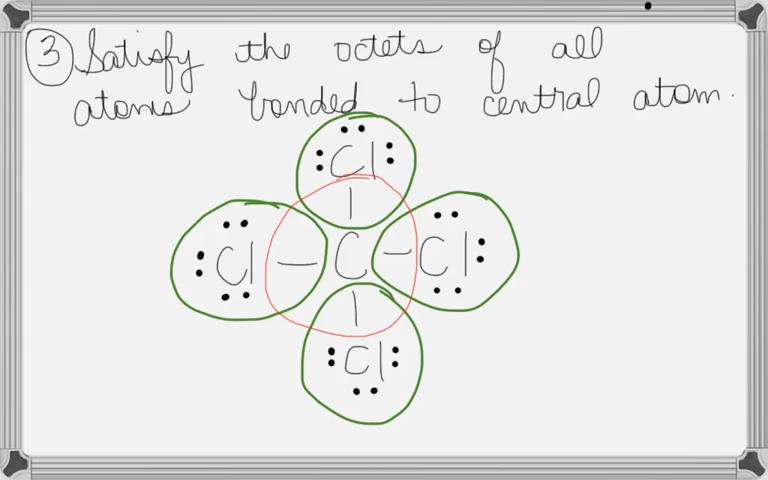 3 Satisfy the octets of all
atoms bonded to central atom.
Cl
Cl — C — Cl
Cl